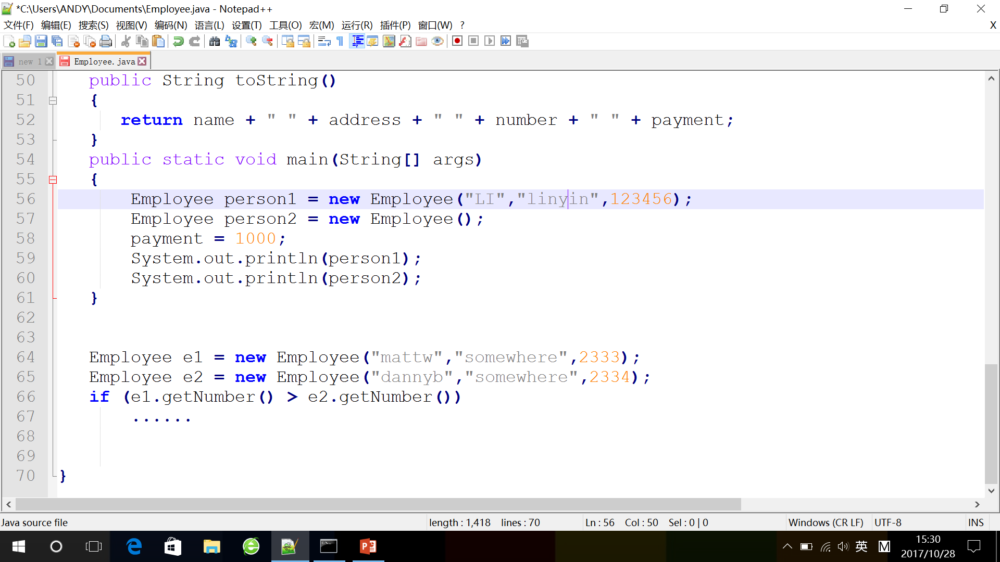 *C:\Users\ANDY\Documents\Employee.java - Notepad++
文件(F) 编辑(E) 搜索(S) 视图(V) 编码(N) 语言(L) 设置(T) 工具(O) 宏(M) 运行(R) 插件(P) 窗口(W) ? X
new 1 Employee.java
50 public String toString()
51 {
52 return name + " " + address + " " + number + " " + payment;
53 }
54 public static void main(String[] args)
55 {
56 Employee person1 = new Employee("LI","linyin",123456);
57 Employee person2 = new Employee();
58 payment = 1000;
59 System.out.println(person1);
60 System.out.println(person2);
61 }
62
63
64 Employee e1 = new Employee("mattw","somewhere",2333);
65 Employee e2 = new Employee("dannyb","somewhere",2334);
66 if (e1.getNumber() > e2.getNumber())
67 ......
68
69
70 }
Java source file length : 1,418 lines : 70 Ln : 56 Col : 50 Sel : 0 | 0 Windows (CR LF) UTF-8 INS
英 M 15:30
2017/10/28